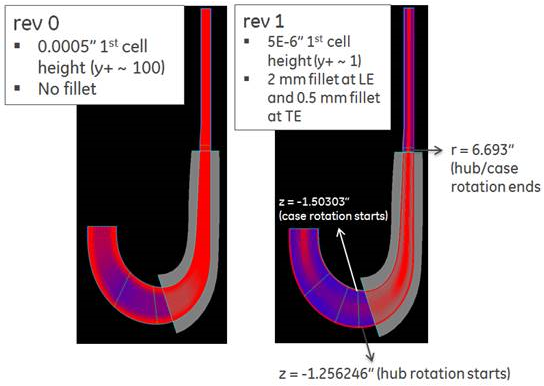 rev 0
▪ 0.0005” 1st cell
height (y+ ~ 100)
▪ No fillet
rev 1
▪ 5E-6” 1st cell
height (y+ ~ 1)
▪ 2 mm fillet at LE
and 0.5 mm fillet
at TE
r = 6.693”
(hub/case
rotation ends
z = -1.50303”
(case rotation starts)
z = -1.256246” (hub rotation starts)